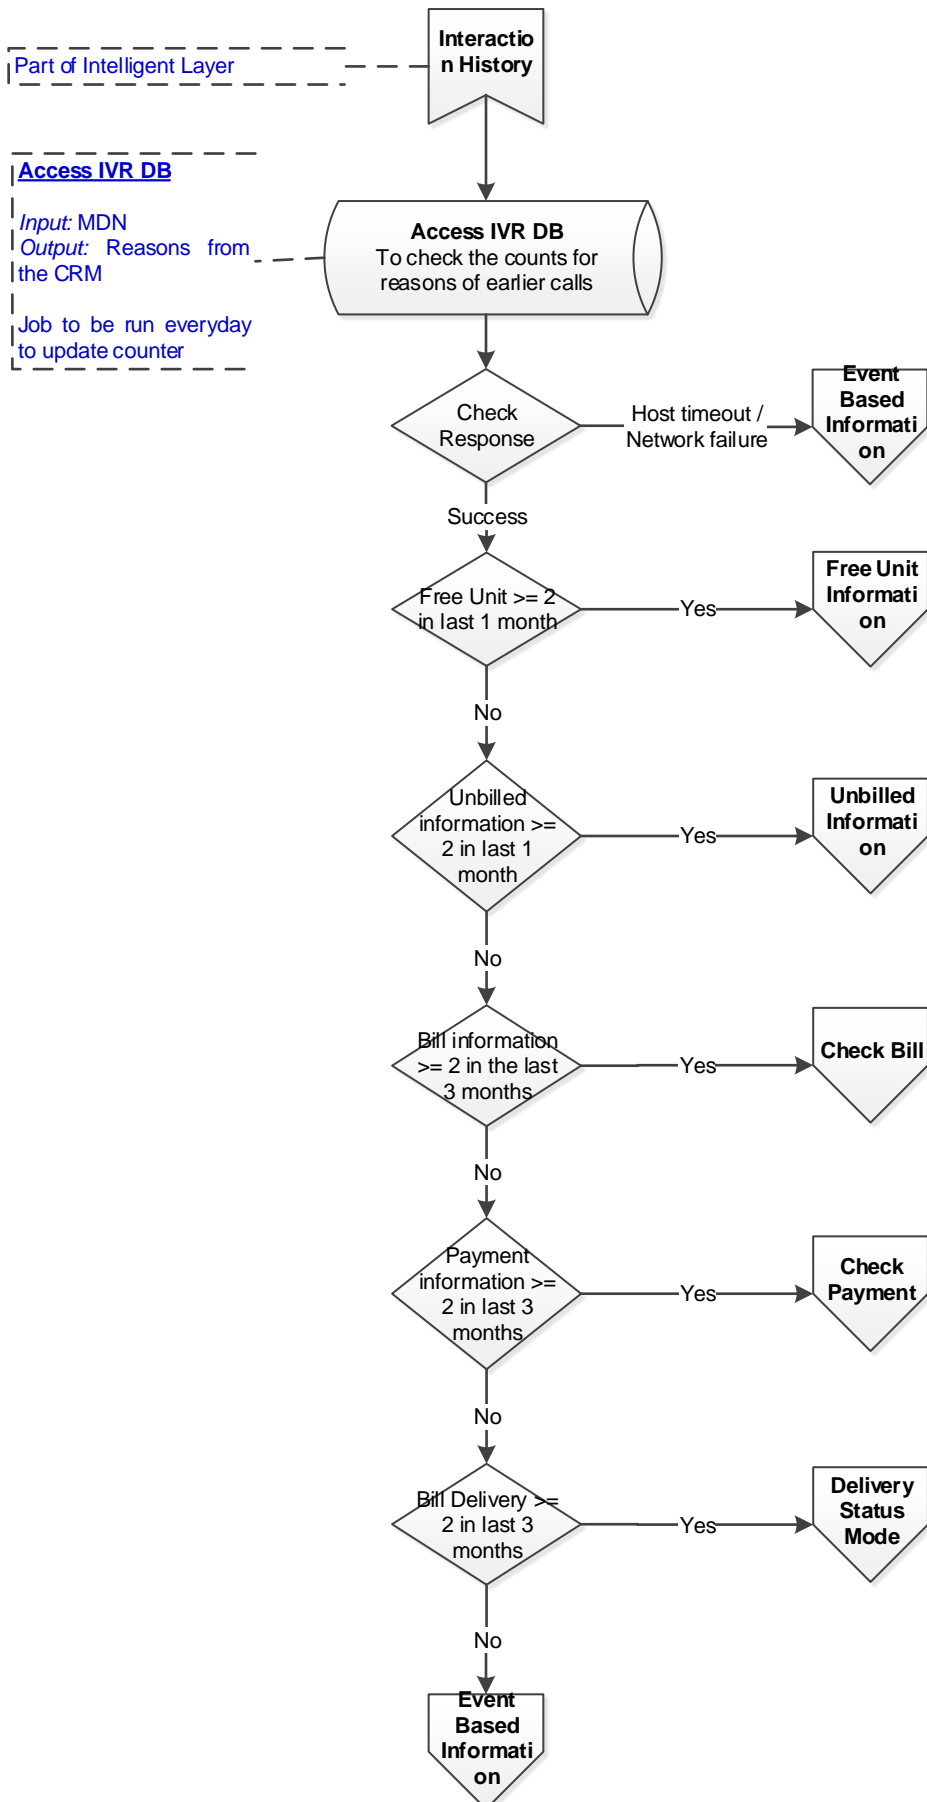 Interactio
n History
Part of Intelligent Layer
Access IVR DB
Input: MDN
Output: Reasons from
the CRM
Job to be run everyday
to update counter
Access IVR DB
To check the counts for
reasons of earlier calls
Check
Response
Host timeout /
Network failure
Event
Based
Informati
on
Success
Free Unit >= 2
in last 1 month
Yes
Free Unit
Informati
on
No
Unbilled
information >=
2 in last 1
month
Yes
Unbilled
Informati
on
No
Bill information
>= 2 in the last
3 months
Yes
Check Bill
No
Payment
information >=
2 in last 3
months
Yes
Check
Payment
No
Bill Delivery >=
2 in last 3
months
Yes
Delivery
Status
Mode
No
Event
Based
Informati
on